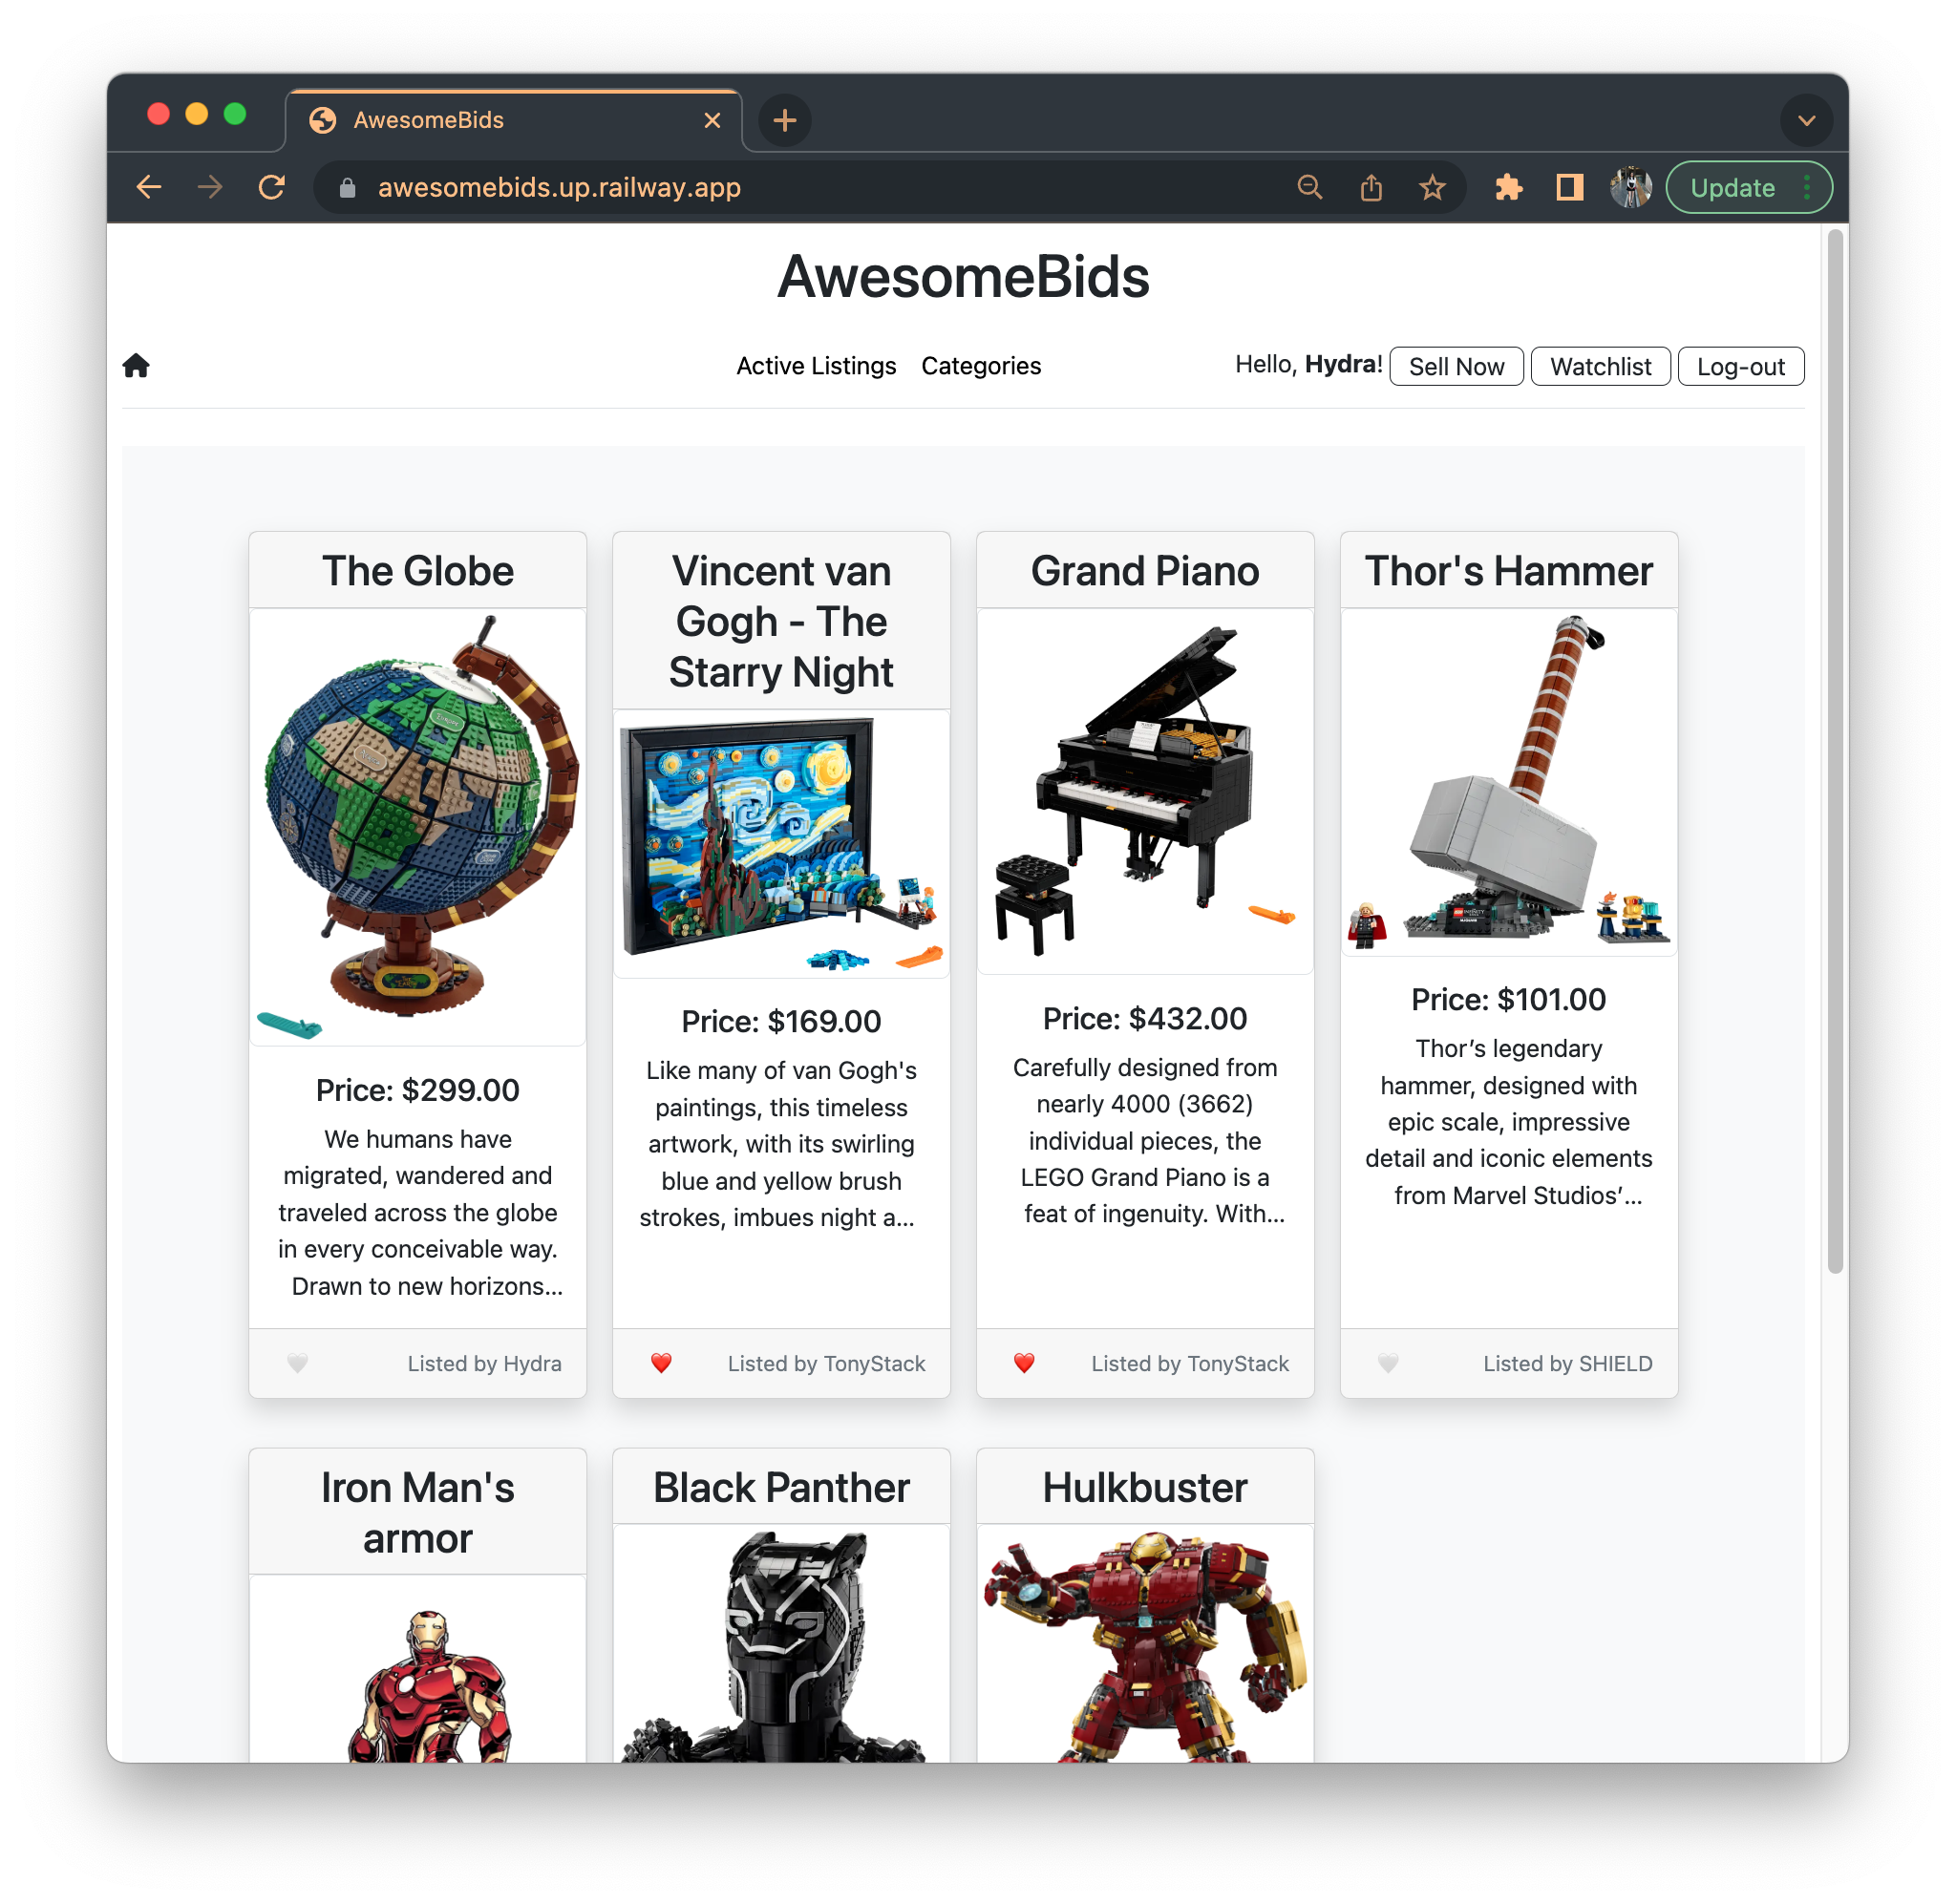 AwesomeBids
awesomebids.up.railway.app
Update
AwesomeBids
Active Listings
Categories
Hello, Hydra!
Sell Now
Watchlist
Log-out
The Globe
Price: $299.00
We humans have
migrated, wandered and
traveled across the globe
in every conceivable way.
Drawn to new horizons...
Listed by Hydra
Vincent van
Gogh - The
Starry Night
Price: $169.00
Like many of van Gogh's
paintings, this timeless
artwork, with its swirling
blue and yellow brush
strokes, imbues night a...
Listed by TonyStack
Grand Piano
Price: $432.00
Carefully designed from
nearly 4000 (3662)
individual pieces, the
LEGO Grand Piano is a
feat of ingenuity. With...
Listed by TonyStack
Thor's Hammer
Price: $101.00
Thor’s legendary
hammer, designed with
epic scale, impressive
detail and iconic elements
from Marvel Studios’...
Listed by SHIELD
Iron Man's
armor
Black Panther
Hulkbuster